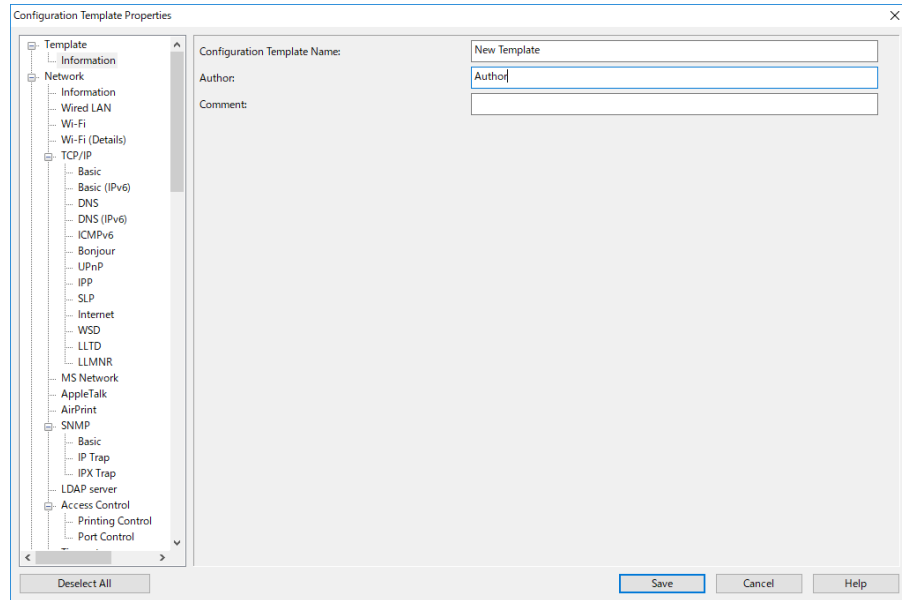 Configuration Template Properties
Template
Information
Network
Information
Wired LAN
Wi-Fi
Wi-Fi (Details)
TCP/IP
Basic
Basic (IPv6)
DNS
DNS (IPv6)
ICMPv6
Bonjour
UPnP
IPP
SLP
Internet
WSD
LLTD
LLMNR
MS Network
AppleTalk
AirPrint
SNMP
Basic
IP Trap
IPX Trap
LDAP server
Access Control
Printing Control
Port Control
Configuration Template Name: New Template
Author: Author
Comment:
Deselect All Save Cancel Help